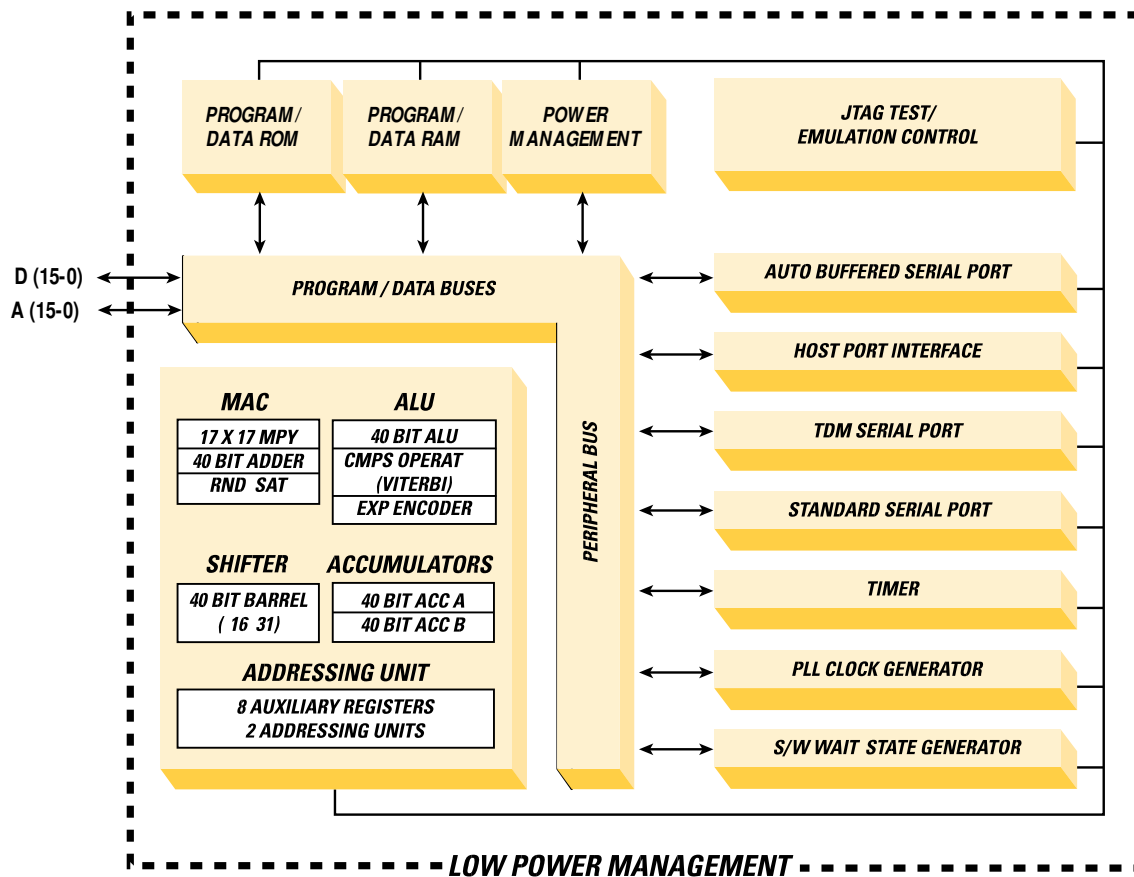 PROGRAM /
DATA ROM
PROGRAM /
DATA RAM
POWER
MANAGEMENT
JTAG TEST/
EMULATION CONTROL
D (15-0)
A (15-0)
PROGRAM / DATA BUSES
PERIPHERAL BUS
AUTO BUFFERED SERIAL PORT
HOST PORT INTERFACE
TDM SERIAL PORT
STANDARD SERIAL PORT
TIMER
PLL CLOCK GENERATOR
S/W WAIT STATE GENERATOR
MAC
17 X 17 MPY
40 BIT ADDER
RND SAT
ALU
40 BIT ALU
CMPS OPERAT
(VITERBI)
EXP ENCODER
SHIFTER
40 BIT BARREL
( 16 31)
ACCUMULATORS
40 BIT ACC A
40 BIT ACC B
ADDRESSING UNIT
8 AUXILIARY REGISTERS
2 ADDRESSING UNITS
LOW POWER MANAGEMENT